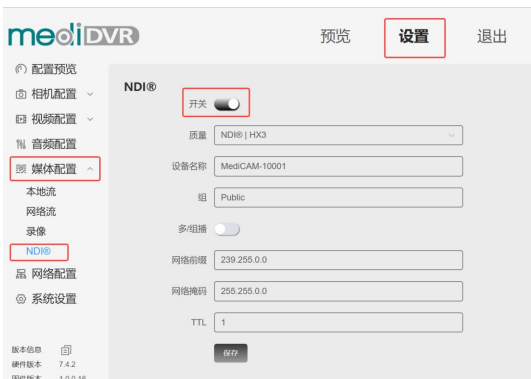 mediDVR
预览
设置
退出
配置预览
相机配置
视频配置
音频配置
媒体配置
本地流
网络流
录像
NDI®
网络配置
系统设置
版本信息
硬件版本 7.4.2
固件版本 1.0.0.16
NDI®
开关
质量 NDI® | HX3
设备名称 MediCAM-10001
组 Public
多/组播
网络前缀 239.255.0.0
网络掩码 255.255.0.0
TTL 1
保存